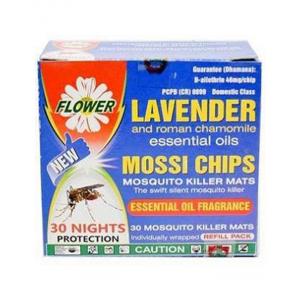 Guarantee (Dhamana):
D-allethrin 40mg/chip
PCPB (CR) 0099 Domestic Class
FLOWER
LAVENDER
and roman chamomile
essential oils
NEW
MOSSI CHIPS
MOSQUITO KILLER MATS
The swift silent mosquito killer
ESSENTIAL OIL FRAGRANCE
30 NIGHTS
PROTECTION
30 MOSQUITO KILLER MATS
Individually wrapped REFILL PACK
CAUTION